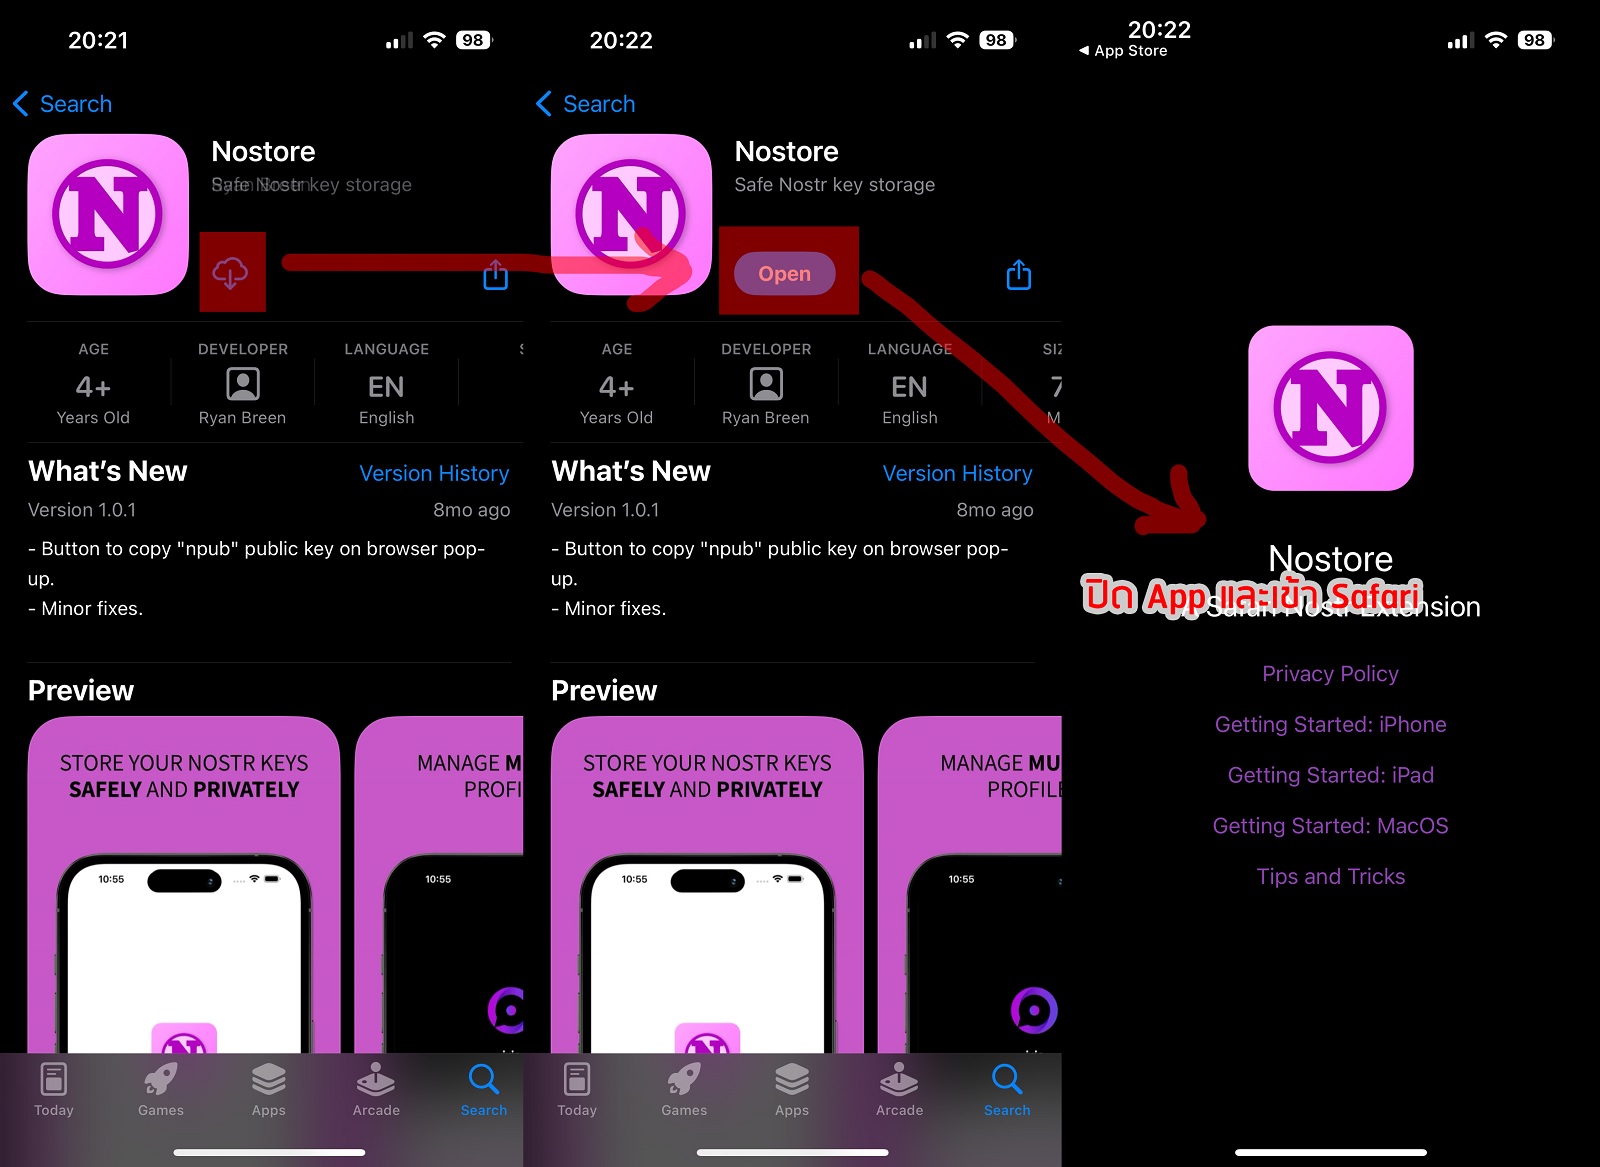 20:21
98
Search
Nostore
Safe Nostr key storage
AGE
DEVELOPER
LANGUAGE
4+
EN
Years Old
Ryan Breen
English
What's New
Version History
Version 1.0.1
8mo ago
- Button to copy "npub" public key on browser pop-
up.
- Minor fixes.
Preview
STORE YOUR NOSTR KEYS
SAFELY AND PRIVATELY
MANAGE M
PROFI
10:55
10:55
Today
Games
Apps
Arcade
Search
20:22
98
Search
Nostore
Safe Nostr key storage
Open
AGE
DEVELOPER
LANGUAGE
SIZ
4+
EN
7
Years Old
Ryan Breen
English
M
What's New
Version History
Version 1.0.1
8mo ago
- Button to copy "npub" public key on browser pop-
up.
- Minor fixes.
Preview
STORE YOUR NOSTR KEYS
SAFELY AND PRIVATELY
MANAGE MU
PROFILE
10:55
10:55
Today
Games
Apps
Arcade
Search
20:22
App Store
98
Nostore
ปิด App และเข้า Safari
A Safari Nostr Extension
Privacy Policy
Getting Started: iPhone
Getting Started: iPad
Getting Started: MacOS
Tips and Tricks